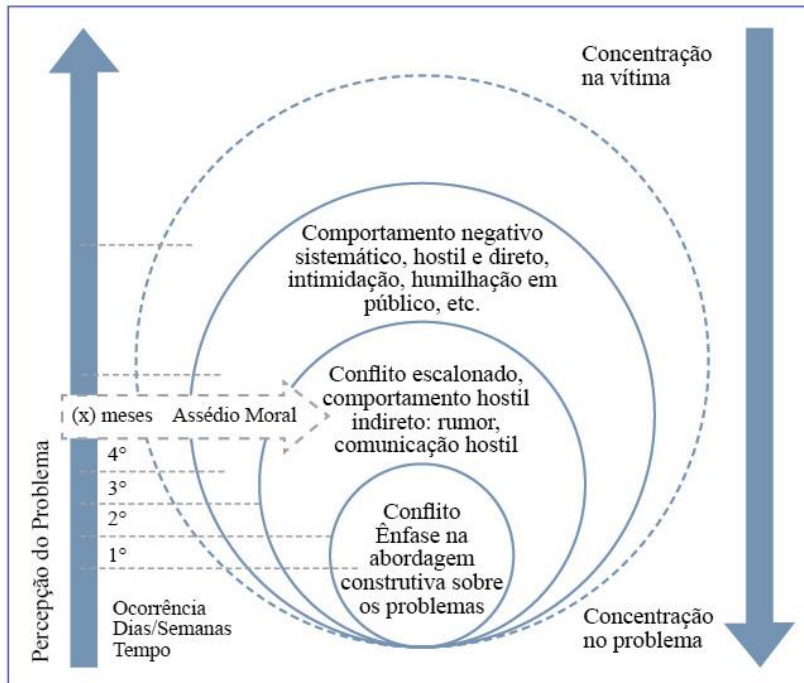 Concentração
na vítima
Comportamento negativo
sistemático, hostil e direto,
intimidação, humilhação em
público, etc.
Conflito escalonado,
comportamento hostil
indireto: rumor,
comunicação hostil
(x) meses Assédio Moral
4°
3°
2°
1°
Conflito
Ênfase na
abordagem
construtiva sobre
os problemas
Percepção do Problema
Ocorrência
Dias/Semanas
Tempo
Concentração
no problema